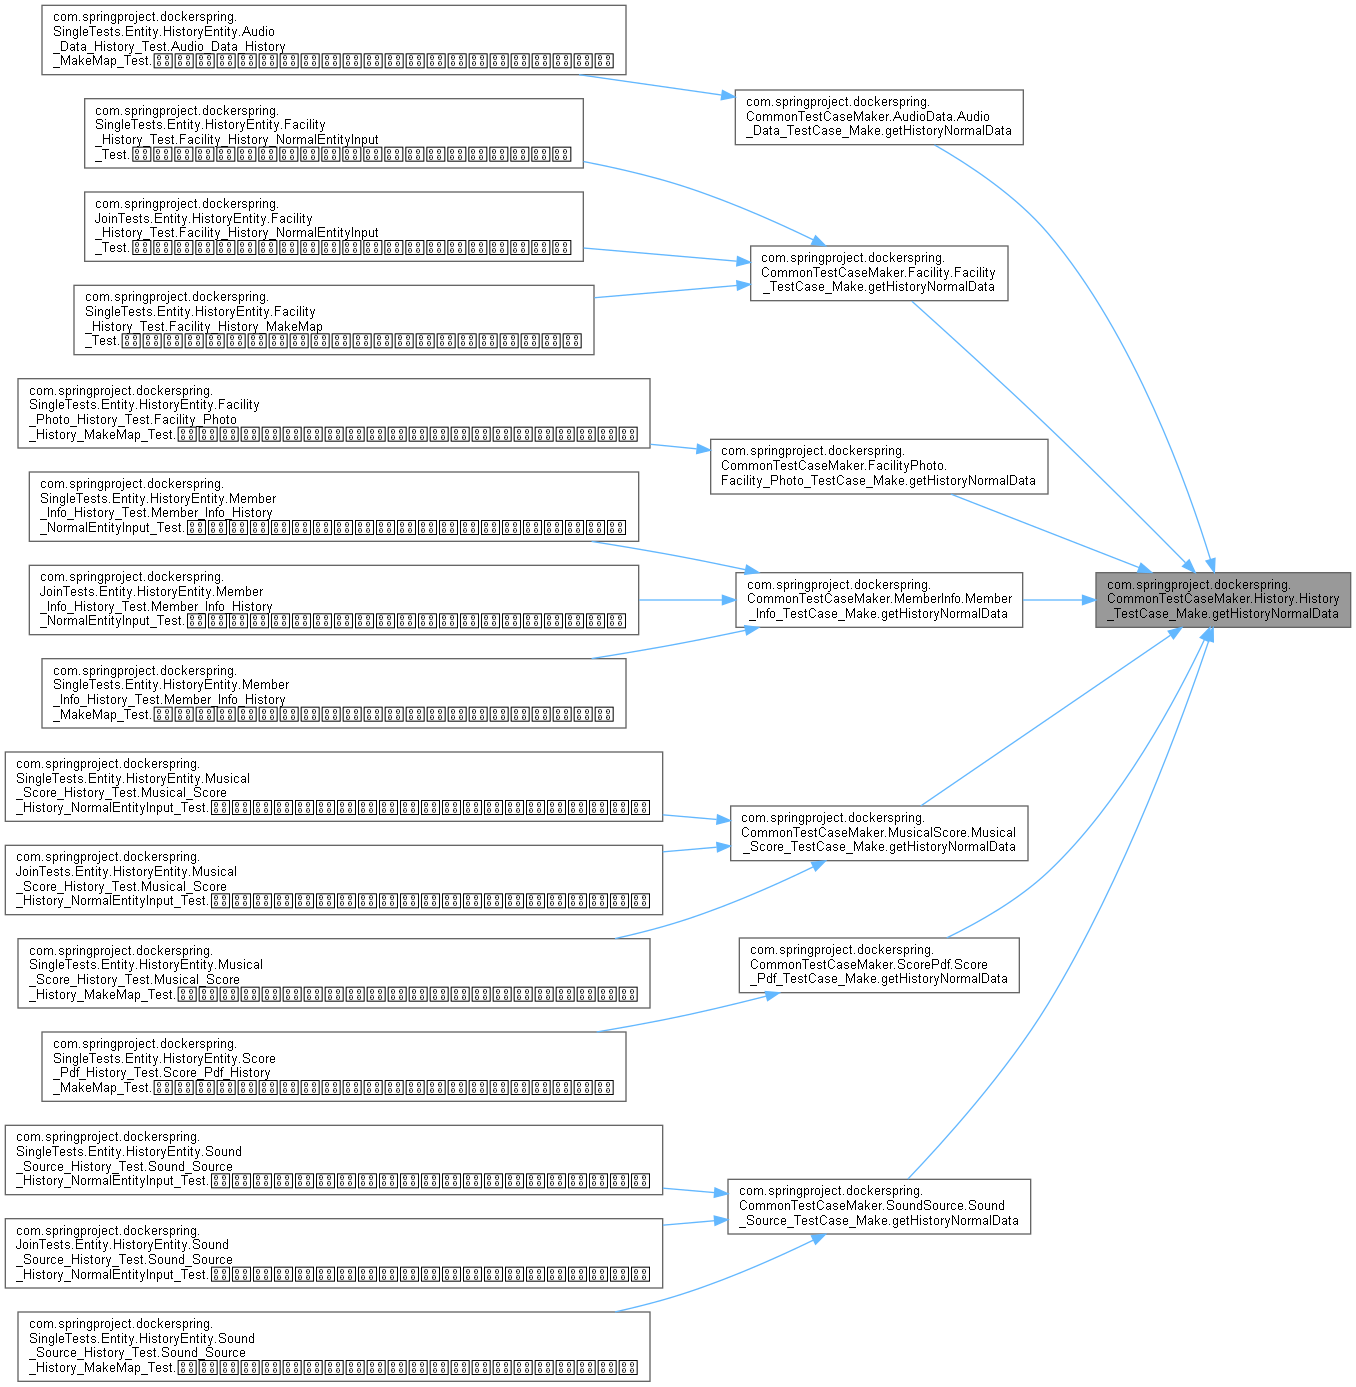 com.springproject.dockerspring.
SingleTests.Entity.HistoryEntity.Audio
_Data_History_Test.Audio_Data_History
_MakeMap_Test.
com.springproject.dockerspring.
CommonTestCaseMaker.AudioData.Audio
_Data_TestCase_Make.getHistoryNormalData
com.springproject.dockerspring.
SingleTests.Entity.HistoryEntity.Facility
_History_Test.Facility_History_NormalEntityInput
_Test.
com.springproject.dockerspring.
JoinTests.Entity.HistoryEntity.Facility
_History_Test.Facility_History_NormalEntityInput
_Test.
com.springproject.dockerspring.
CommonTestCaseMaker.Facility.Facility
_TestCase_Make.getHistoryNormalData
com.springproject.dockerspring.
SingleTests.Entity.HistoryEntity.Facility
_History_Test.Facility_History_MakeMap
_Test.
com.springproject.dockerspring.
SingleTests.Entity.HistoryEntity.Facility
_Photo_History_Test.Facility_Photo
_History_MakeMap_Test.
com.springproject.dockerspring.
CommonTestCaseMaker.FacilityPhoto.
Facility_Photo_TestCase_Make.getHistoryNormalData
com.springproject.dockerspring.
SingleTests.Entity.HistoryEntity.Member
_Info_History_Test.Member_Info_History
_NormalEntityInput_Test.
com.springproject.dockerspring.
JoinTests.Entity.HistoryEntity.Member
_Info_History_Test.Member_Info_History
_NormalEntityInput_Test.
com.springproject.dockerspring.
CommonTestCaseMaker.MemberInfo.Member
_Info_TestCase_Make.getHistoryNormalData
com.springproject.dockerspring.
CommonTestCaseMaker.History.History
_TestCase_Make.getHistoryNormalData
com.springproject.dockerspring.
SingleTests.Entity.HistoryEntity.Member
_Info_History_Test.Member_Info_History
_MakeMap_Test.
com.springproject.dockerspring.
SingleTests.Entity.HistoryEntity.Musical
_Score_History_Test.Musical_Score
_History_NormalEntityInput_Test.
com.springproject.dockerspring.
CommonTestCaseMaker.MusicalScore.Musical
_Score_TestCase_Make.getHistoryNormalData
com.springproject.dockerspring.
JoinTests.Entity.HistoryEntity.Musical
_Score_History_Test.Musical_Score
_History_NormalEntityInput_Test.
com.springproject.dockerspring.
SingleTests.Entity.HistoryEntity.Musical
_Score_History_Test.Musical_Score
_History_MakeMap_Test.
com.springproject.dockerspring.
CommonTestCaseMaker.ScorePdf.Score
_Pdf_TestCase_Make.getHistoryNormalData
com.springproject.dockerspring.
SingleTests.Entity.HistoryEntity.Score
_Pdf_History_Test.Score_Pdf_History
_MakeMap_Test.
com.springproject.dockerspring.
SingleTests.Entity.HistoryEntity.Sound
_Source_History_Test.Sound_Source
_History_NormalEntityInput_Test.
com.springproject.dockerspring.
CommonTestCaseMaker.SoundSource.Sound
_Source_TestCase_Make.getHistoryNormalData
com.springproject.dockerspring.
JoinTests.Entity.HistoryEntity.Sound
_Source_History_Test.Sound_Source
_History_NormalEntityInput_Test.
com.springproject.dockerspring.
SingleTests.Entity.HistoryEntity.Sound
_Source_History_Test.Sound_Source
_History_MakeMap_Test.